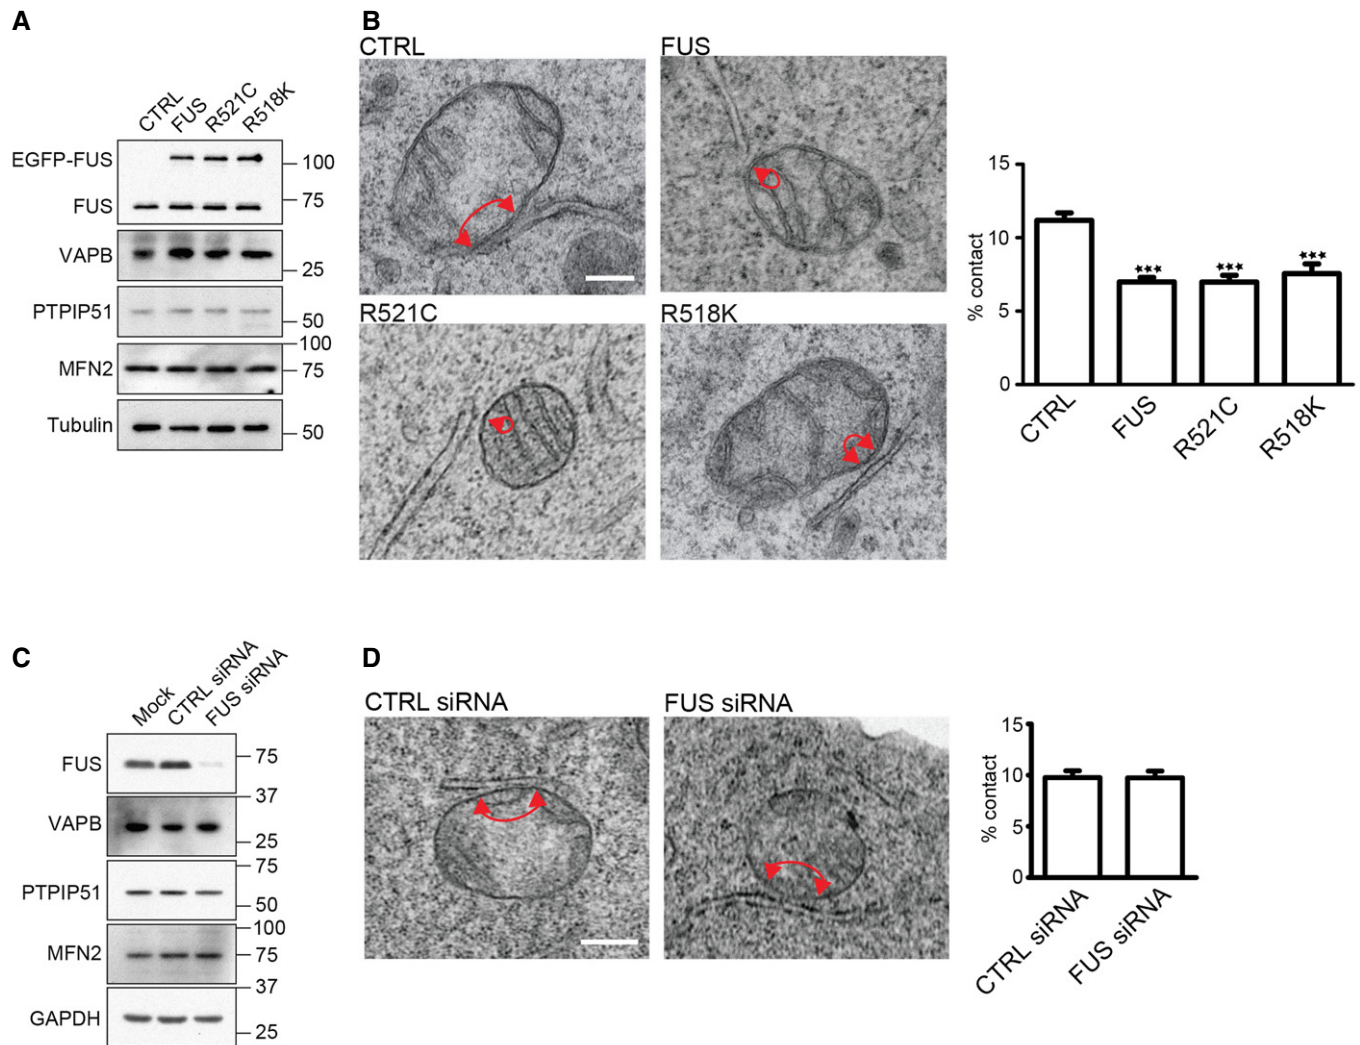 A
CTRL
FUS
R521C
R518K
EGFP-FUS
FUS
VAPB
PTPIP51
MFN2
Tubulin
100
75
25
50
100
75
50
B
CTRL
FUS
R521C
R518K
% contact
15
10
5
0
***
***
***
CTRL
FUS
R521C
R518K
C
Mock
CTRL siRNA
FUS siRNA
FUS
VAPB
PTPIP51
MFN2
GAPDH
75
37
25
75
50
100
75
37
25
D
CTRL siRNA
FUS siRNA
% contact
15
10
5
0
CTRL siRNA
FUS siRNA